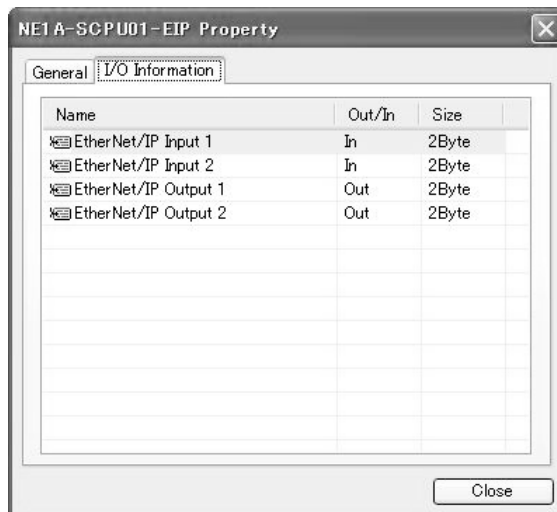 NE1A-SCPU01-EIP Property
General I/O Information
Name Out/In Size
EtherNet/IP Input 1 In 2Byte
EtherNet/IP Input 2 In 2Byte
EtherNet/IP Output 1 Out 2Byte
EtherNet/IP Output 2 Out 2Byte
Close